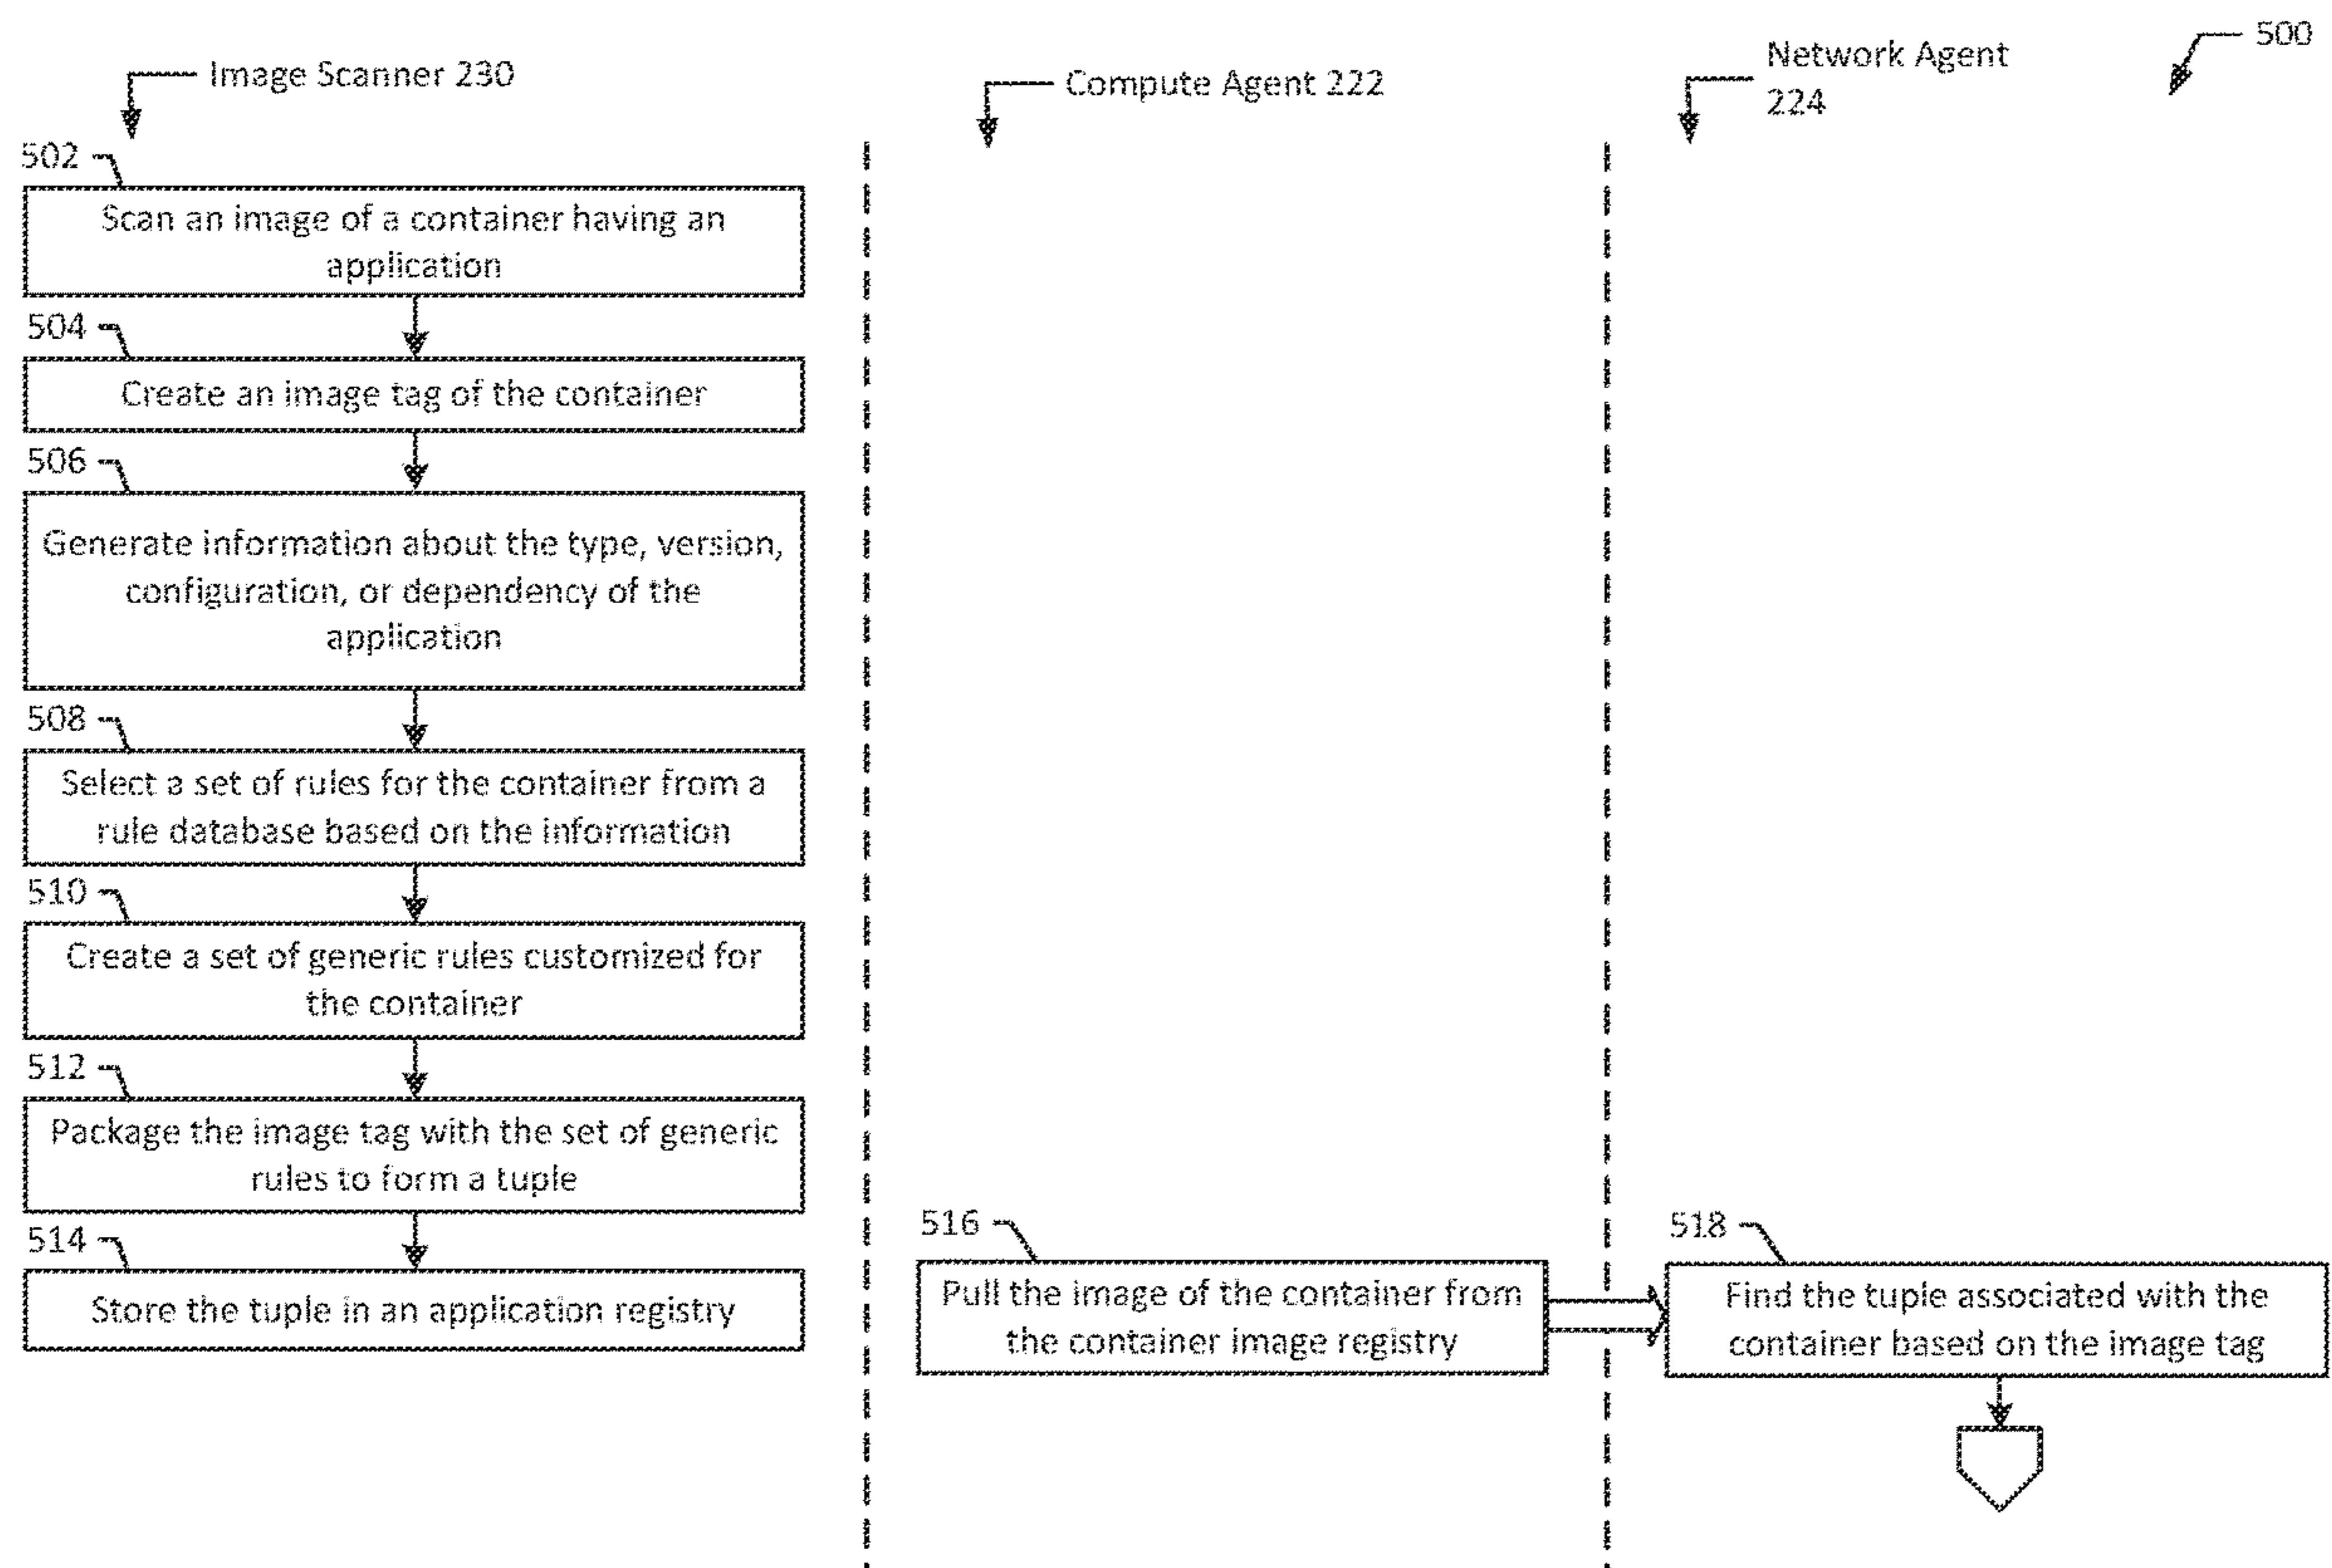 500
Image Scanner 230
Compute Agent 222
Network Agent
224
502
Scan an image of a container having an
application
504
Create an image tag of the container
506
Generate information about the type, version,
configuration, or dependency of the
application
508
Select a set of rules for the container from a
rule database based on the information
510
Create a set of generic rules customized for
the container
512
Package the image tag with the set of generic
rules to form a tuple
514
Store the tuple in an application registry
516
Pull the image of the container from
the container image registry
518
Find the tuple associated with the
container based on the image tag